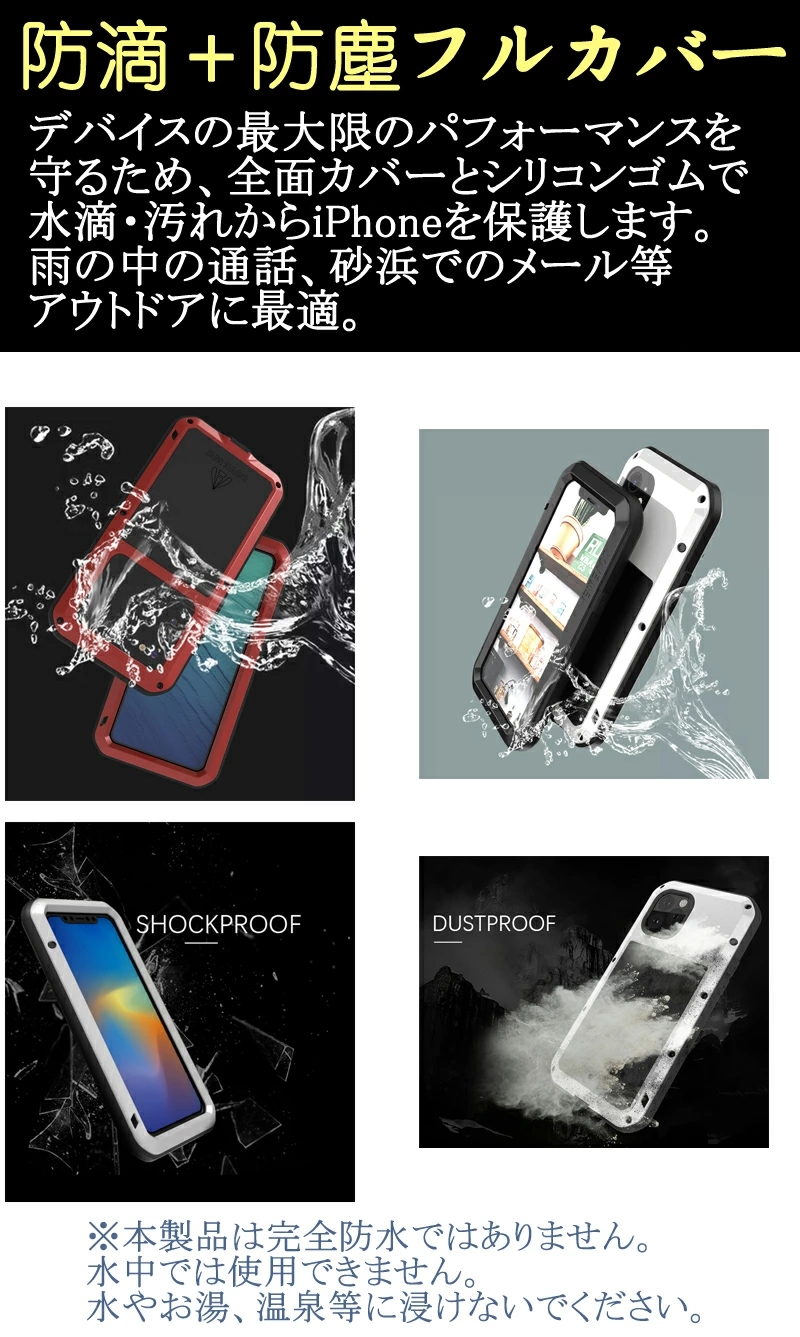 防滴＋防塵フルカバー
デバイスの最大限のパフォーマンスを
守るため、全面カバーとシリコンゴムで
水滴・汚れからiPhoneを保護します。
雨の中の通話、砂浜でのメール等
アウトドアに最適。
SHOCKPROOF
DUSTPROOF
※本製品は完全防水ではありません。
水中では使用できません。
水やお湯、温泉等に浸けないでください。